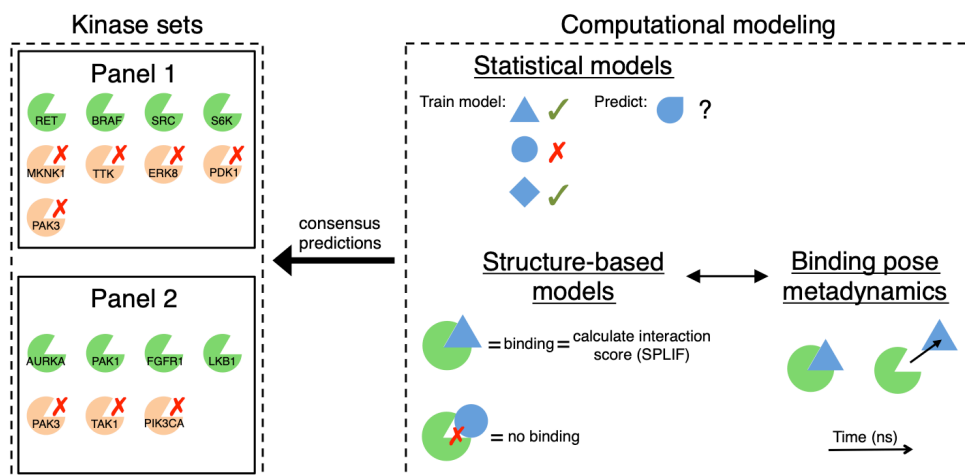 Kinase sets
Panel 1
RET BRAF SRC S6K
MKNK1 TTK ERK8 PDK1
PAK3
Panel 2
AURKA PAK1 FGFR1 LKB1
PAK3 TAK1 PIK3CA
consensus
predictions
Computational modeling
Statistical models
Train model: Predict: ?
Structure-based
models
= binding = calculate interaction
score (SPLIF)
= no binding
Binding pose
metadynamics
Time (ns)